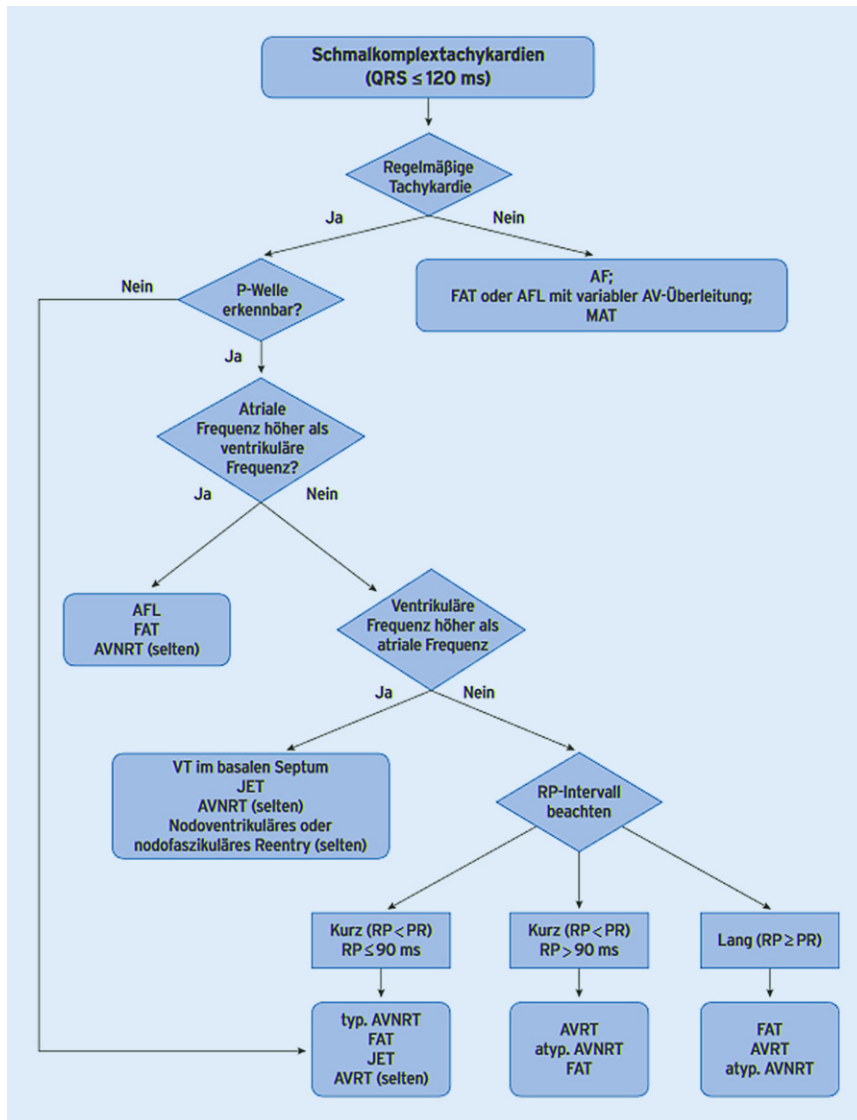 Schmalkomplextachykardien
(QRS ≤ 120 ms)
Regelmäßige
Tachykardie
Ja
Nein
AF;
FAT oder AFL mit variabler AV-Überleitung;
MAT
Nein
P-Welle
erkennbar?
Ja
Atriale
Frequenz höher als
ventrikuläre
Frequenz?
Ja
Nein
AFL
FAT
AVNRT (selten)
Ventrikuläre
Frequenz höher als
atriale Frequenz
Ja
Nein
VT im basalen Septum
JET
AVNRT (selten)
Nodoventrikuläres oder
nodofaszikuläres Reentry (selten)
RP-Intervall
beachten
Kurz (RP < PR)
RP ≤ 90 ms
Kurz (RP < PR)
RP > 90 ms
Lang (RP ≥ PR)
typ. AVNRT
FAT
JET
AVRT (selten)
AVRT
atyp. AVNRT
FAT
FAT
AVRT
atyp. AVNRT